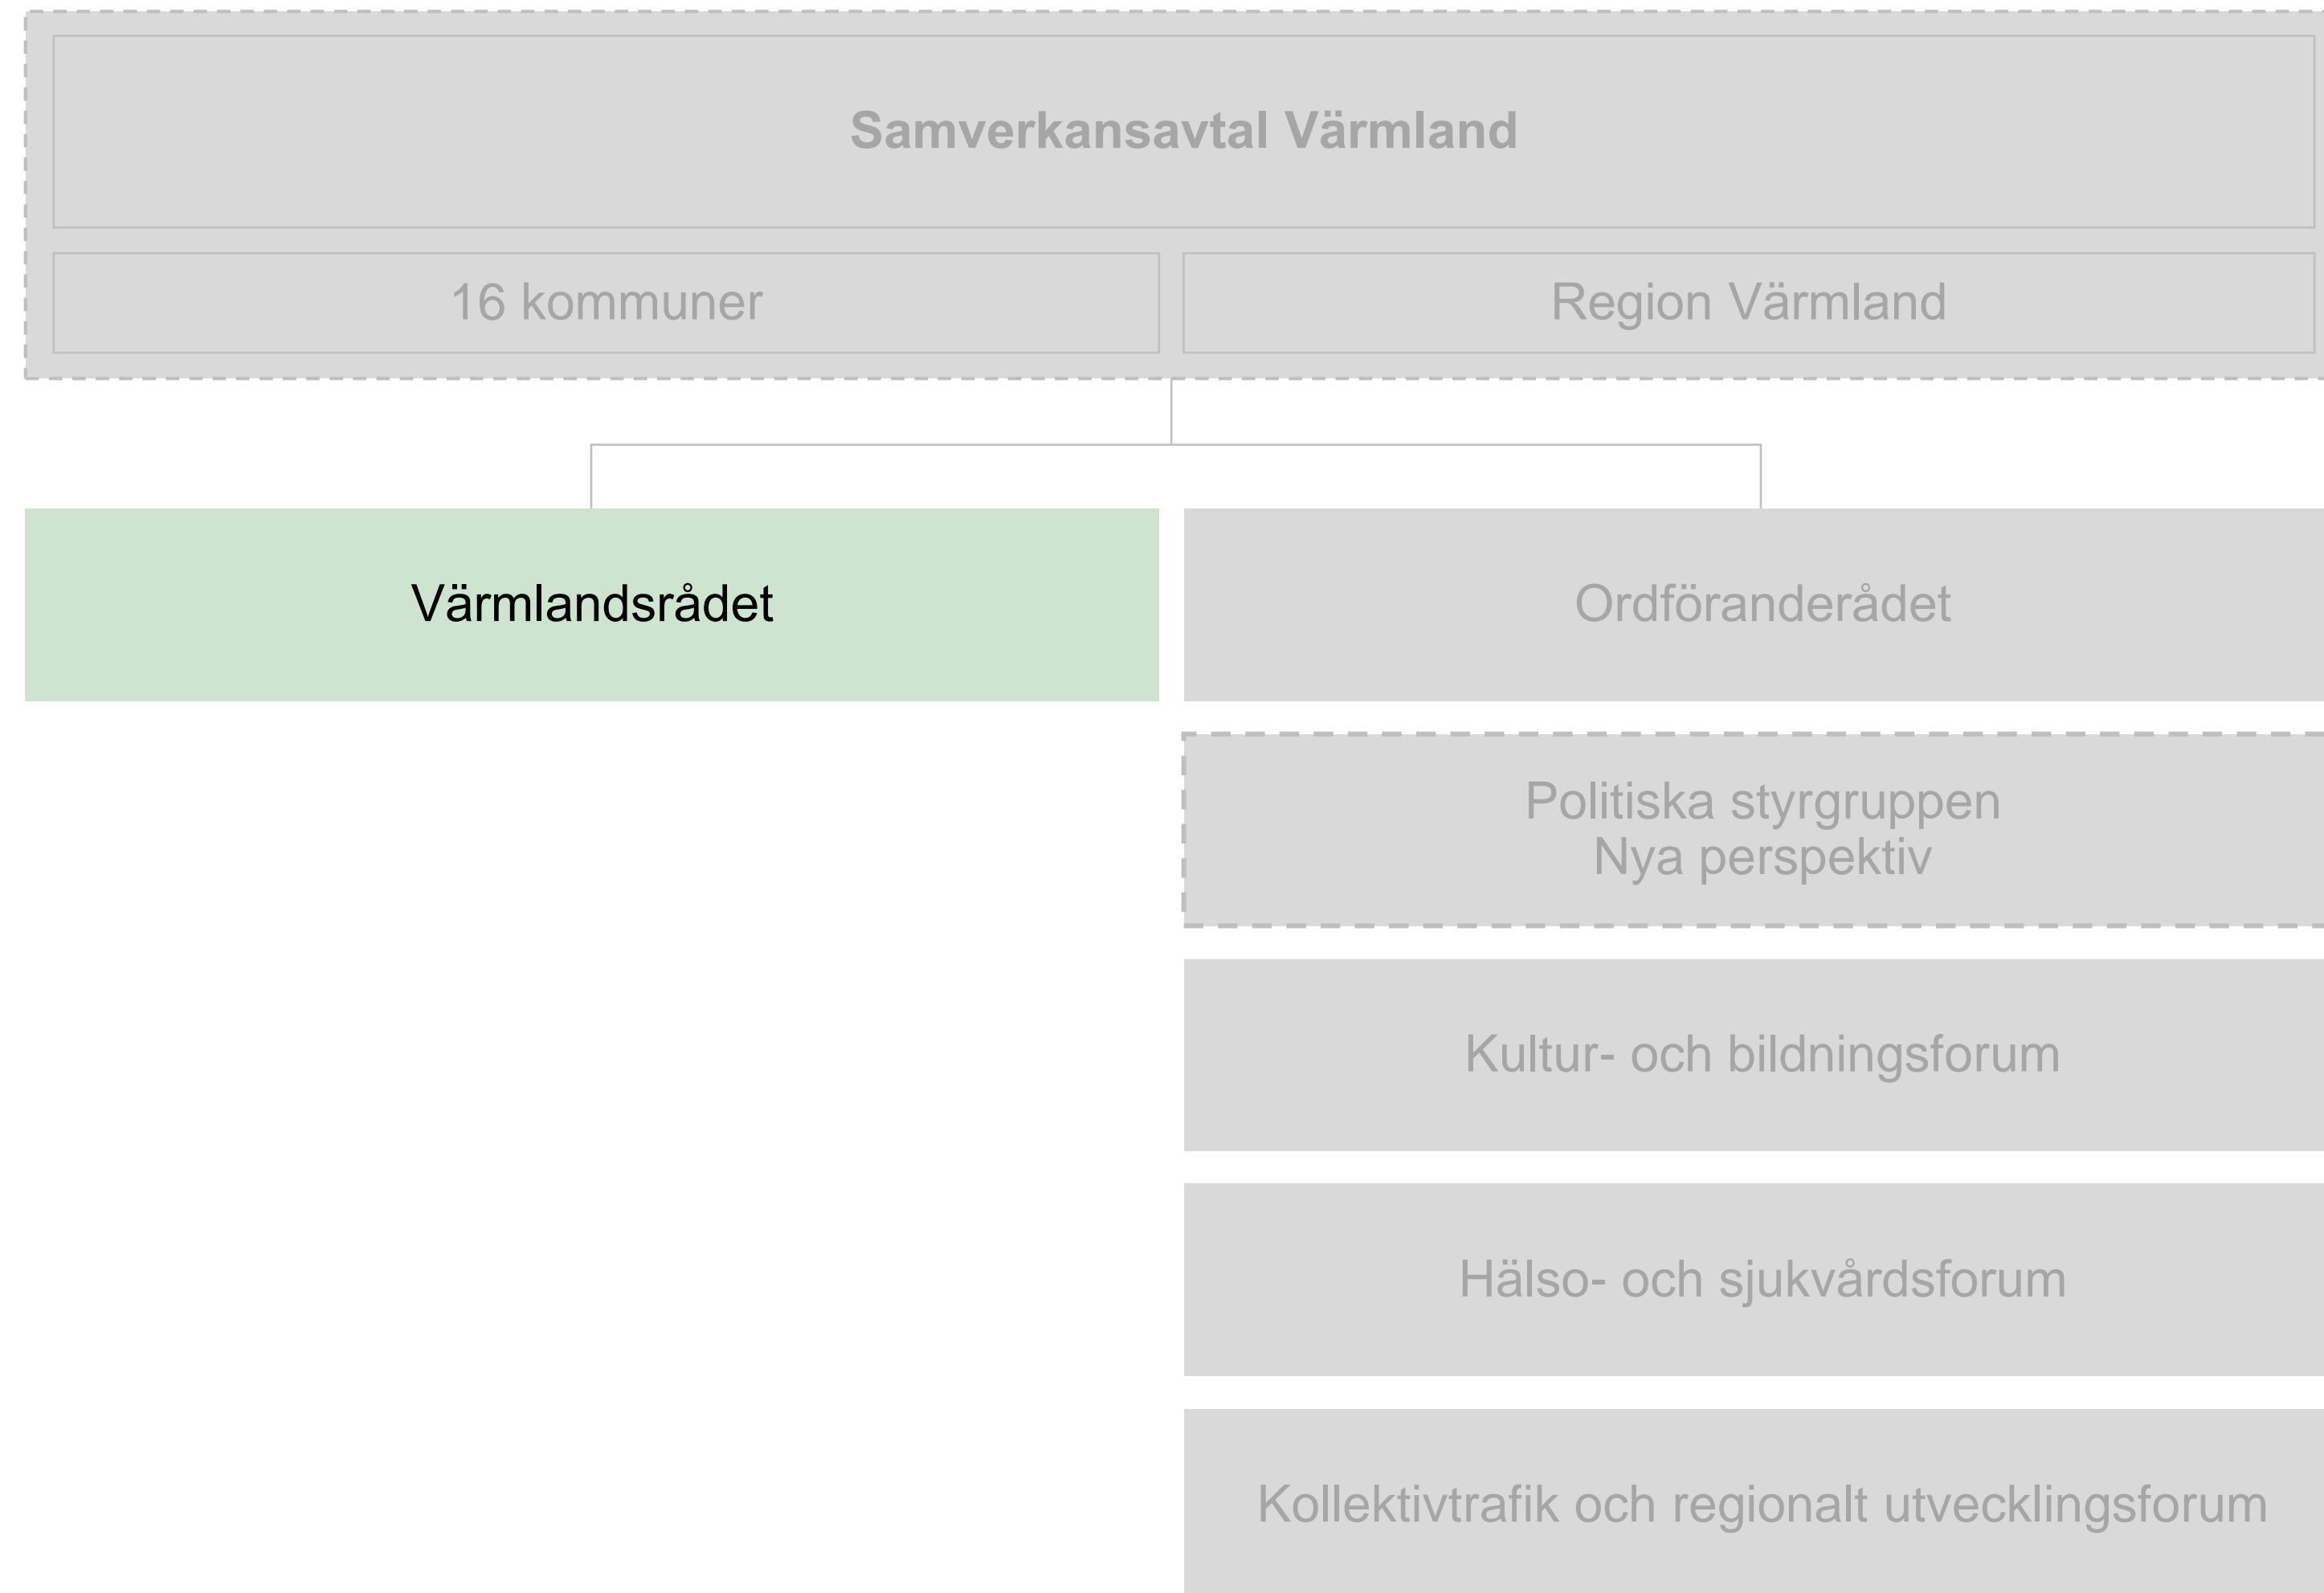 Samverkansavtal Värmland
16 kommuner
Region Värmland
Värmlandsrådet
Ordföranderådet
Politiska styrgruppen
Nya perspektiv
Kultur- och bildningsforum
Hälso- och sjukvårdsforum
Kollektivtrafik och regionalt utvecklingsforum